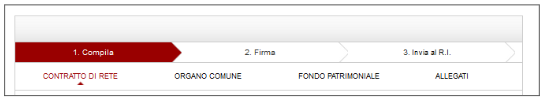 1. Compila 2. Firma 3. Invia al R.I.
CONTRATTO DI RETE ORGANO COMUNE FONDO PATRIMONIALE ALLEGATI